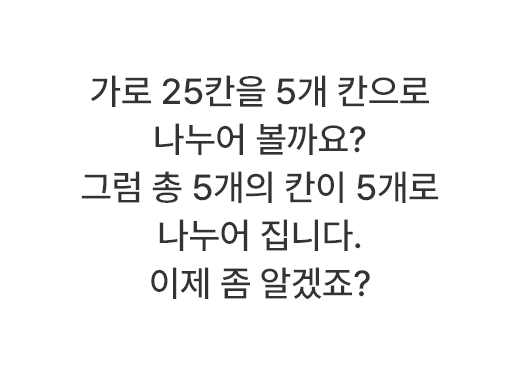 가로 25칸을 5개 칸으로
나누어 볼까요?
그럼 총 5개의 칸이 5개로
나누어 집니다.
이제 좀 알겠죠?